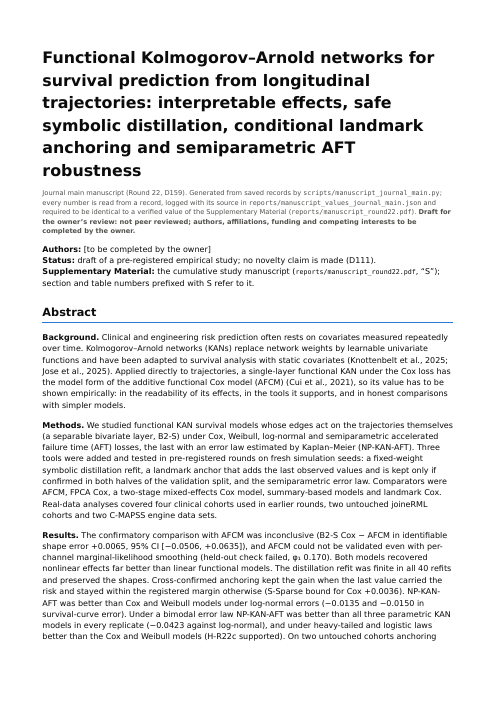 Functional Kolmogorov–Arnold networks for
survival prediction from longitudinal
trajectories: interpretable effects, safe
symbolic distillation, conditional landmark
anchoring and semiparametric AFT
robustness
Journal main manuscript (Round 22, D159). Generated from saved records by scripts/manuscript_journal_main.py;
every number is read from a record, logged with its source in reports/manuscript_values_journal_main.json and
required to be identical to a verified value of the Supplementary Material (reports/manuscript_round22.pdf). Draft for
the owner's review: not peer reviewed; authors, affiliations, funding and competing interests to be
completed by the owner.
Authors: [to be completed by the owner]
Status: draft of a pre-registered empirical study; no novelty claim is made (D111).
Supplementary Material: the cumulative study manuscript (reports/manuscript_round22.pdf, “S”);
section and table numbers prefixed with S refer to it.
Abstract
Background. Clinical and engineering risk prediction often rests on covariates measured repeatedly
over time. Kolmogorov–Arnold networks (KANs) replace network weights by learnable univariate
functions and have been adapted to survival analysis with static covariates (Knottenbelt et al., 2025;
Jose et al., 2025). Applied directly to trajectories, a single-layer functional KAN under the Cox loss has
the model form of the additive functional Cox model (AFCM) (Cui et al., 2021), so its value has to be
shown empirically: in the readability of its effects, in the tools it supports, and in honest comparisons
with simpler models.
Methods. We studied functional KAN survival models whose edges act on the trajectories themselves
(a separable bivariate layer, B2-S) under Cox, Weibull, log-normal and semiparametric accelerated
failure time (AFT) losses, the last with an error law estimated by Kaplan–Meier (NP-KAN-AFT). Three
tools were added and tested in pre-registered rounds on fresh simulation seeds: a fixed-weight
symbolic distillation refit, a landmark anchor that adds the last observed values and is kept only if
confirmed in both halves of the validation split, and the semiparametric error law. Comparators were
AFCM, FPCA Cox, a two-stage mixed-effects Cox model, summary-based models and landmark Cox.
Real-data analyses covered four clinical cohorts used in earlier rounds, two untouched joineRML
cohorts and two C-MAPSS engine data sets.
Results. The confirmatory comparison with AFCM was inconclusive (B2-S Cox − AFCM in identifiable
shape error +0.0065, 95% CI [−0.0506, +0.0635]), and AFCM could not be validated even with per-
channel marginal-likelihood smoothing (held-out check failed, φ₁ 0.170). Both models recovered
nonlinear effects far better than linear functional models. The distillation refit was finite in all 40 refits
and preserved the shapes. Cross-confirmed anchoring kept the gain when the last value carried the
risk and stayed within the registered margin otherwise (S-Sparse bound for Cox +0.0036). NP-KAN-
AFT was better than Cox and Weibull models under log-normal errors (−0.0135 and −0.0150 in
survival-curve error). Under a bimodal error law NP-KAN-AFT was better than all three parametric KAN
models in every replicate (−0.0423 against log-normal), and under heavy-tailed and logistic laws
better than the Cox and Weibull models (H-R22c supported). On two untouched cohorts anchoring